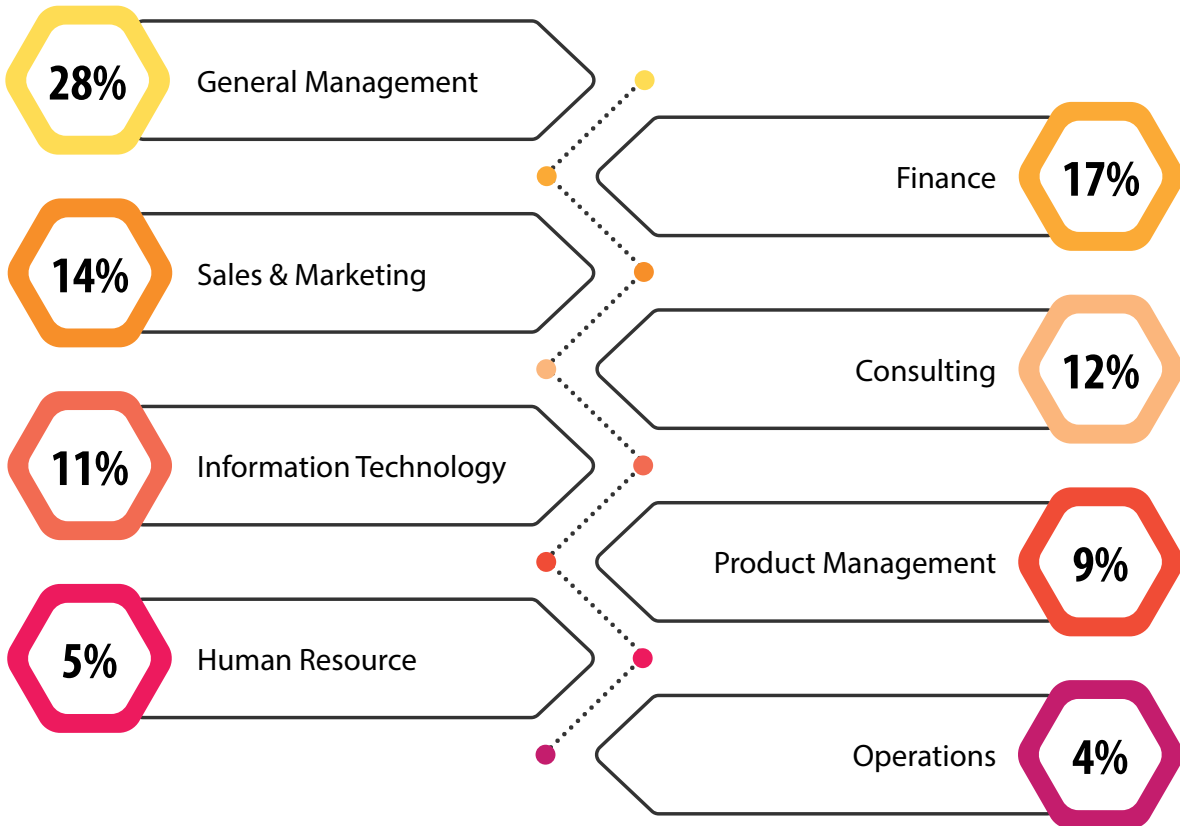 28%
General Management
Finance
17%
14%
Sales & Marketing
Consulting
12%
11%
Information Technology
Product Management
9%
5%
Human Resource
Operations
4%